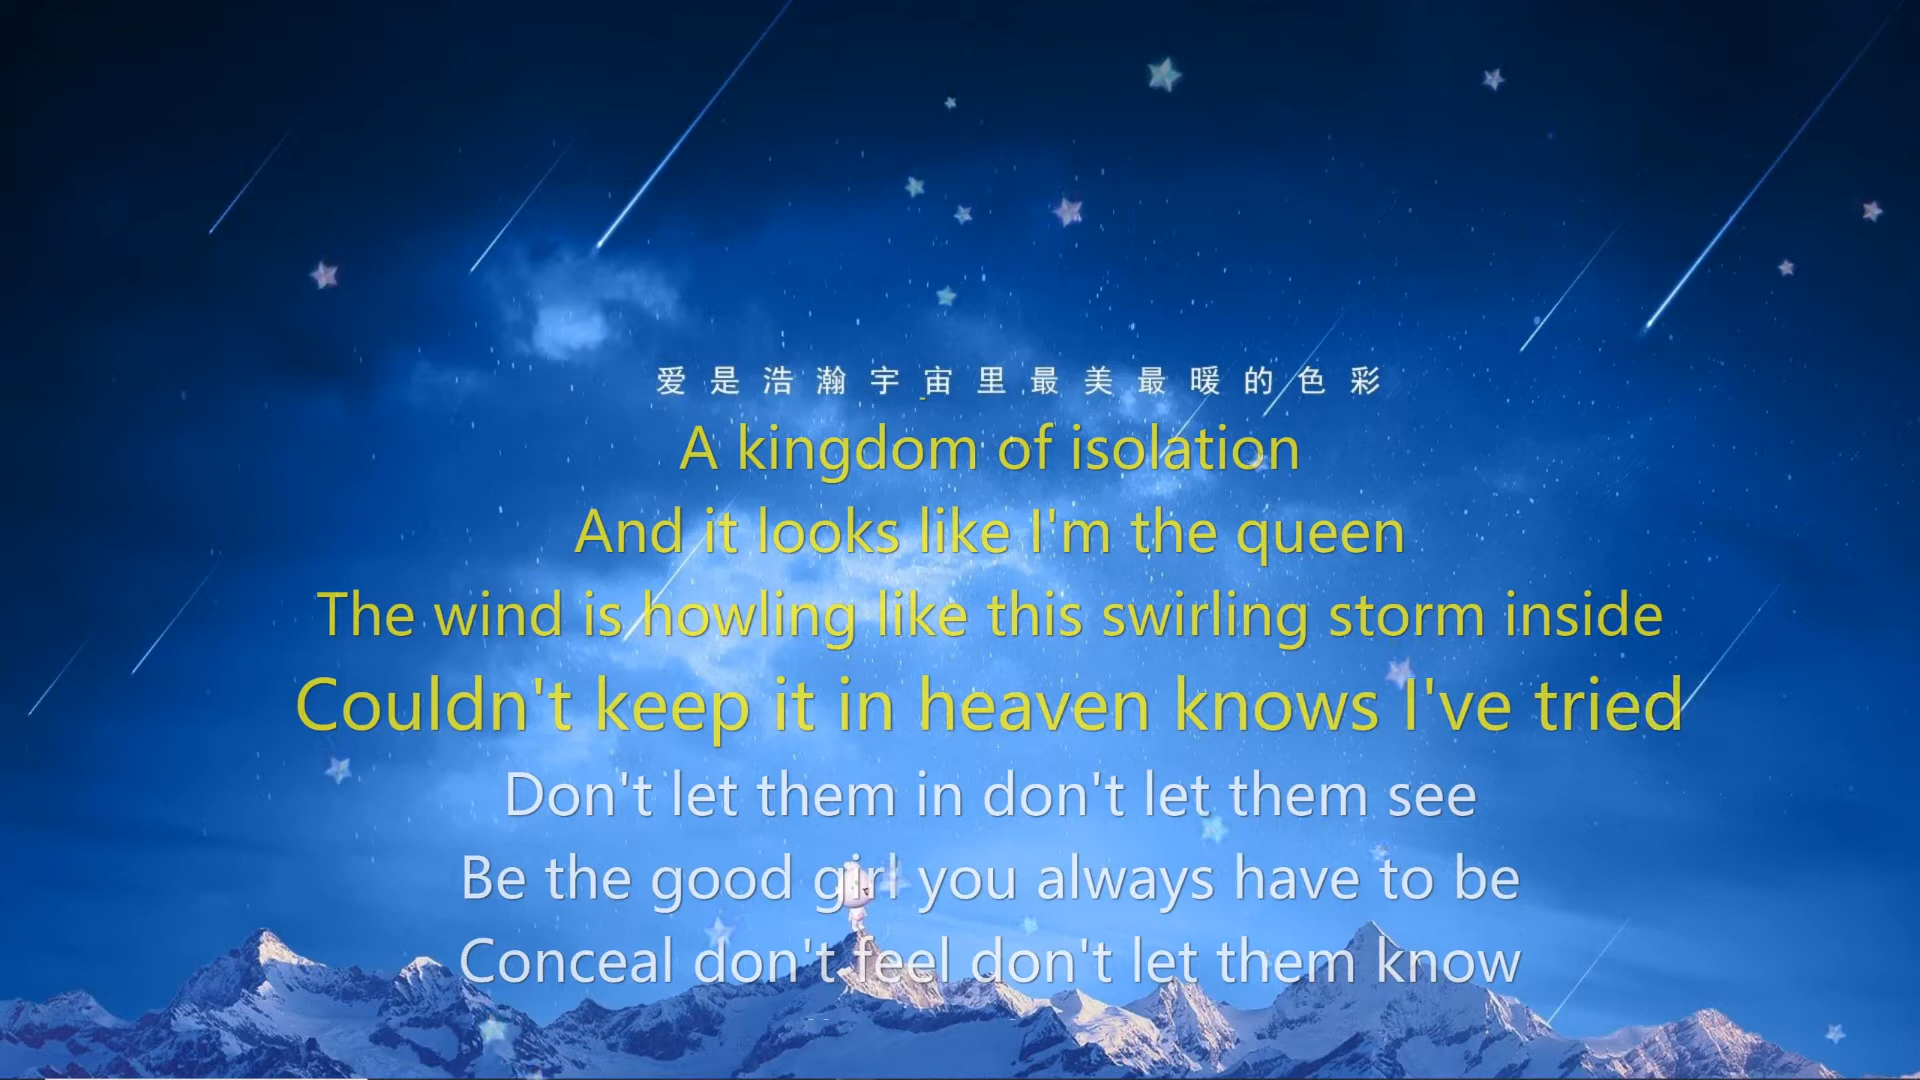 爱是浩瀚宇宙里最美最暖的色彩
A kingdom of isolation
And it looks like I'm the queen
The wind is howling like this swirling storm inside
Couldn't keep it in heaven knows I've tried
Don't let them in don't let them see
Be the good girl you always have to be
Conceal don't feel don't let them know